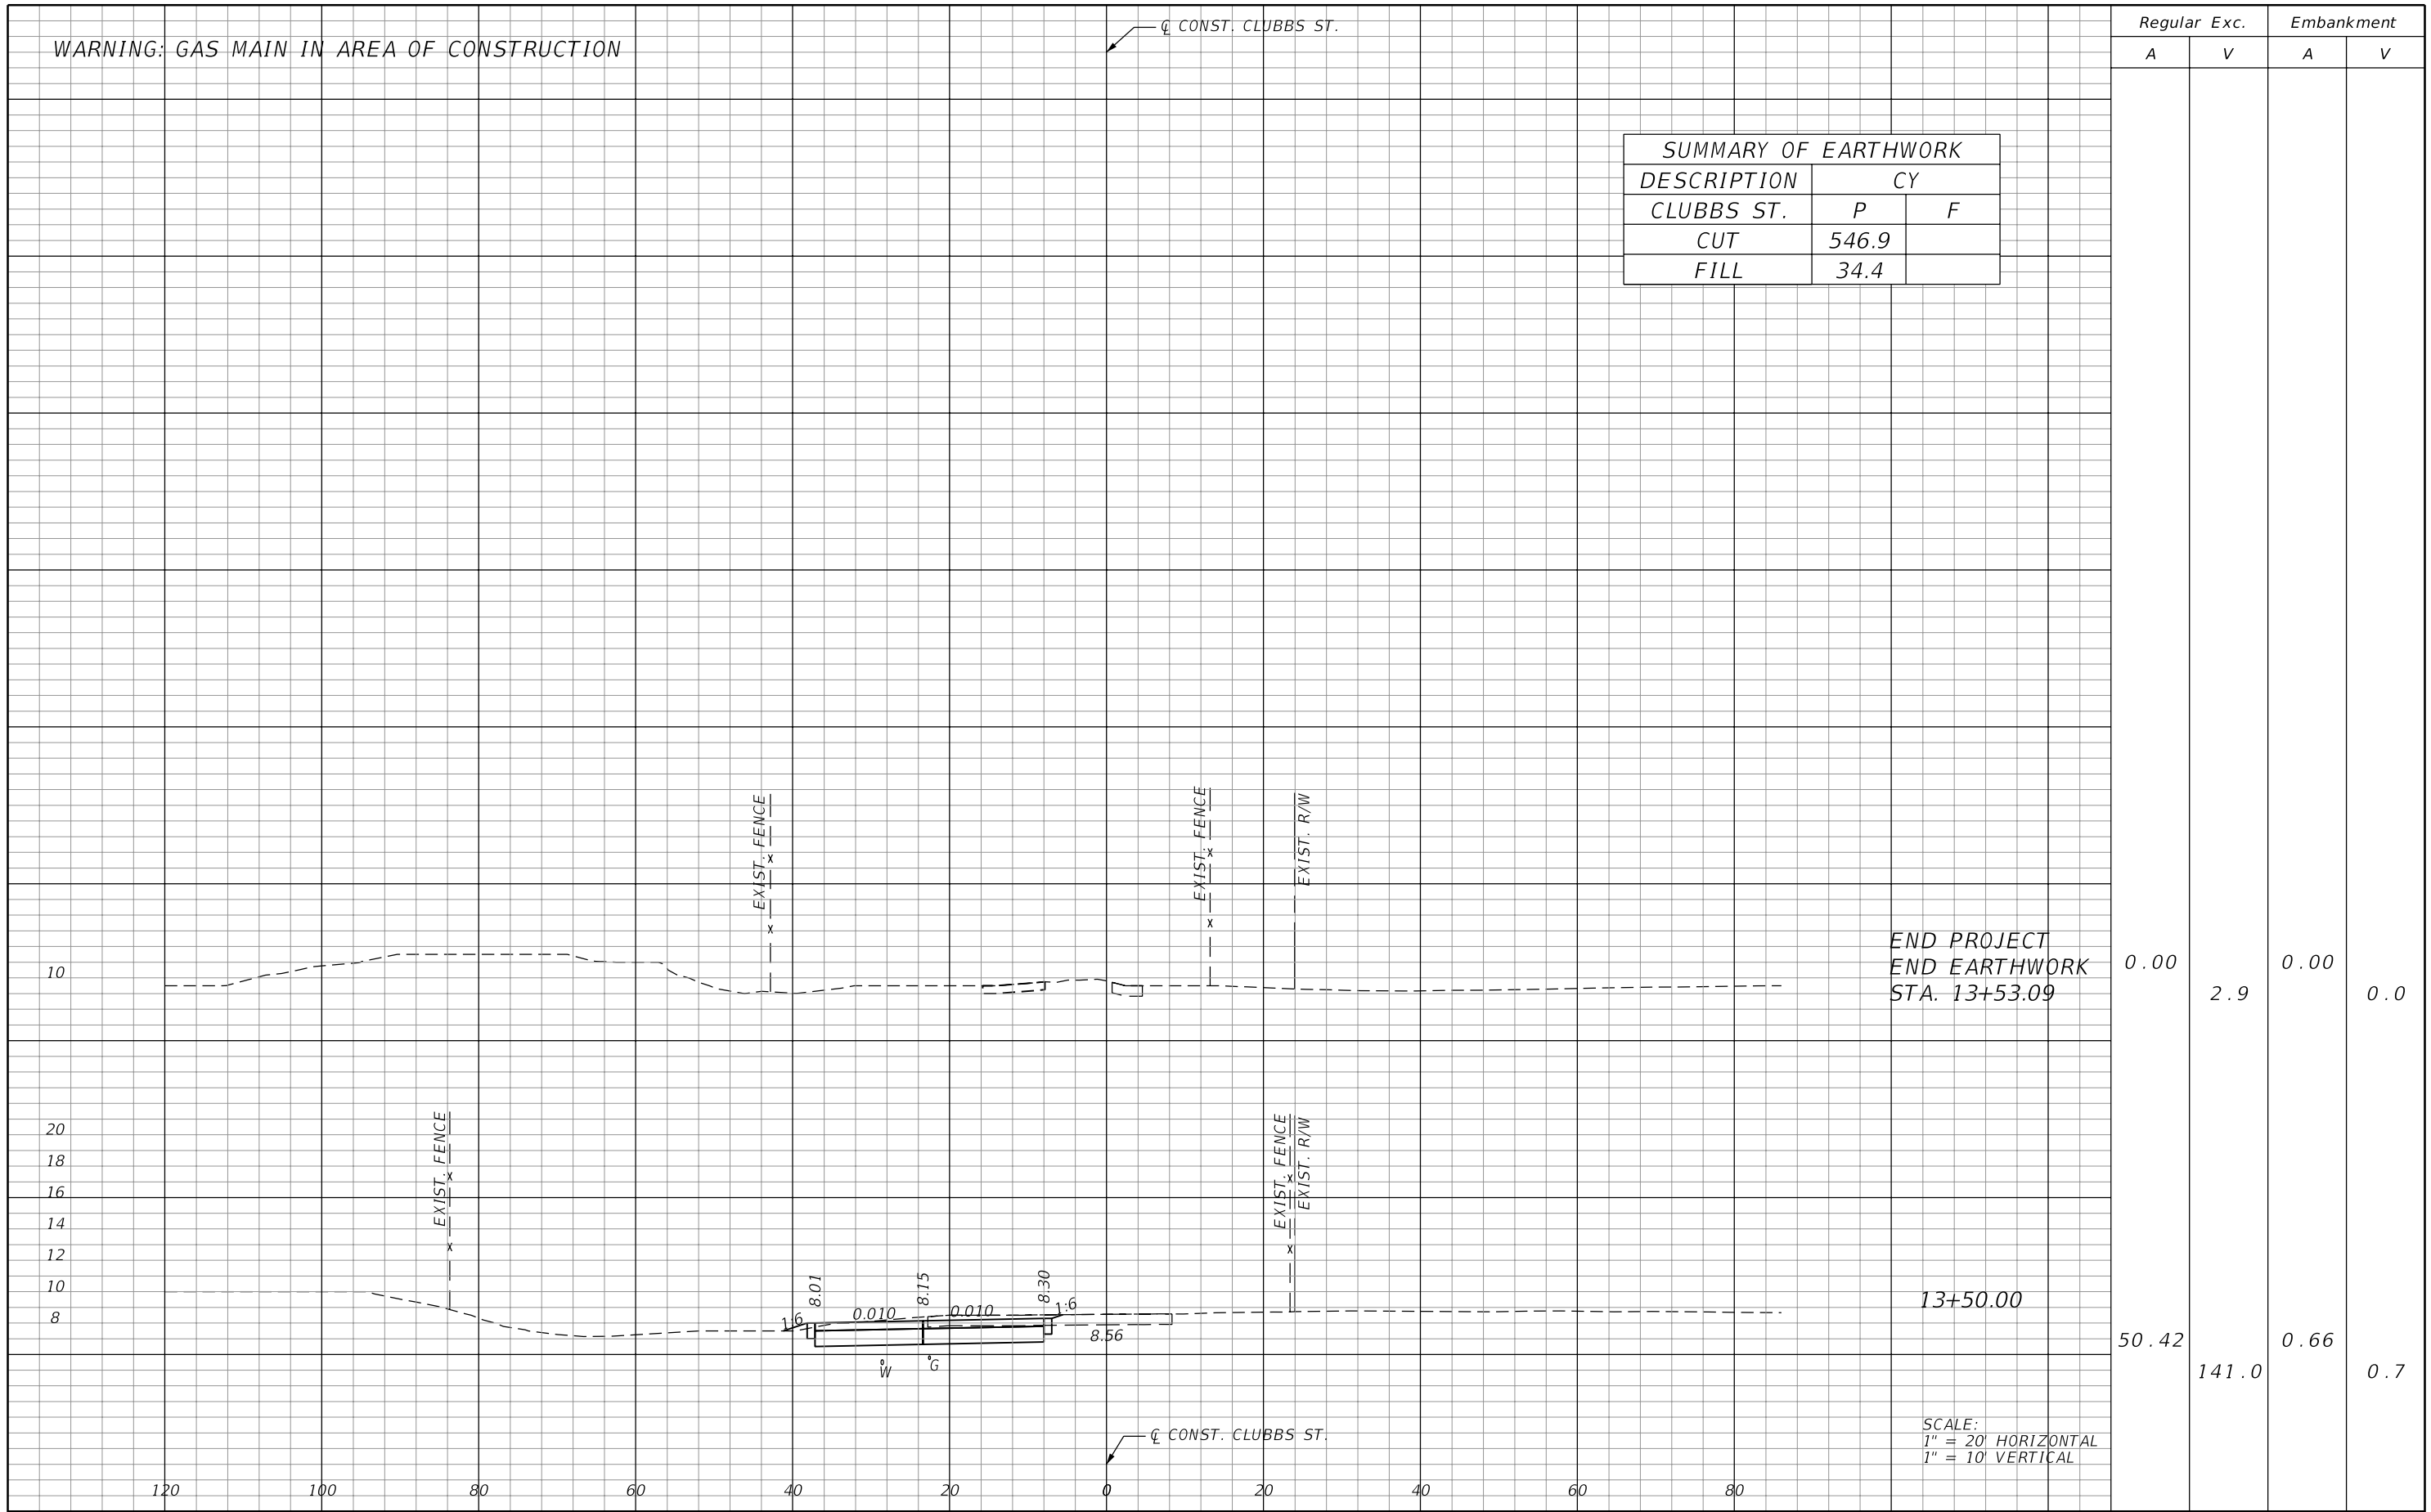 ℄ CONST. CLUBBS ST.
WARNING: GAS MAIN IN AREA OF CONSTRUCTION
Regular Exc. Embankment
A V A V
SUMMARY OF EARTHWORK
DESCRIPTION CY
CLUBBS ST. P F
CUT 546.9
FILL 34.4
EXIST. FENCE
EXIST. FENCE
EXIST. R/W
END PROJECT
END EARTHWORK
STA. 13+53.09
10
0.00 0.00
2.9 0.0
EXIST. FENCE
EXIST. FENCE
EXIST. R/W
20
18
16
14
12
10
8
1:6
8.01
0.010
8.15
0.010
8.30
1:6
8.56
W
G
13+50.00
50.42 0.66
141.0 0.7
℄ CONST. CLUBBS ST.
SCALE:
1" = 20' HORIZONTAL
1" = 10' VERTICAL
120 100 80 60 40 20 0 20 40 60 80